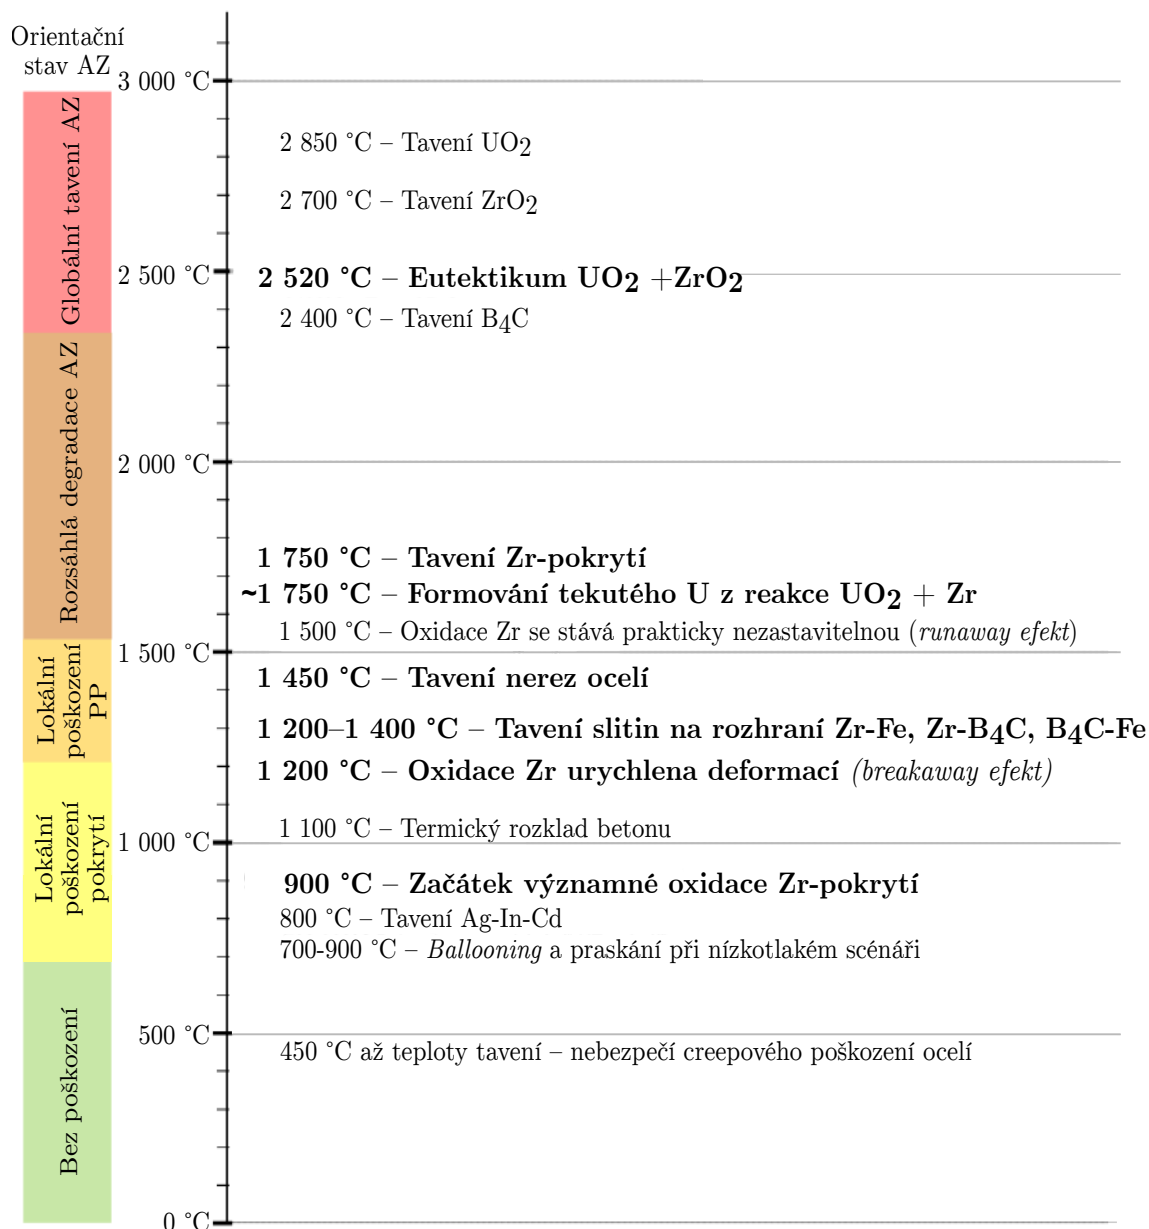 Orientační
stav AZ
3 000 °C
Globální tavení AZ
2 850 °C – Tavení UO2
2 700 °C – Tavení ZrO2
2 500 °C
2 520 °C – Eutektikum UO2 +ZrO2
2 400 °C – Tavení B4C
Rozsáhlá degradace AZ
2 000 °C
1 750 °C – Tavení Zr-pokrytí
~1 750 °C – Formování tekutého U z reakce UO2 + Zr
1 500 °C – Oxidace Zr se stává prakticky nezastavitelnou (runaway efekt)
1 500 °C
Lokální
poškození
PP
1 450 °C – Tavení nerez ocelí
1 200–1 400 °C – Tavení slitin na rozhraní Zr-Fe, Zr-B4C, B4C-Fe
1 200 °C – Oxidace Zr urychlena deformací (breakaway efekt)
Lokální
poškození
pokrytí
1 100 °C – Termický rozklad betonu
1 000 °C
900 °C – Začátek významné oxidace Zr-pokrytí
800 °C – Tavení Ag-In-Cd
700-900 °C – Ballooning a praskání při nízkotlakém scénáři
Bez poškození
500 °C
450 °C až teploty tavení – nebezpečí creepového poškození ocelí
0 °C